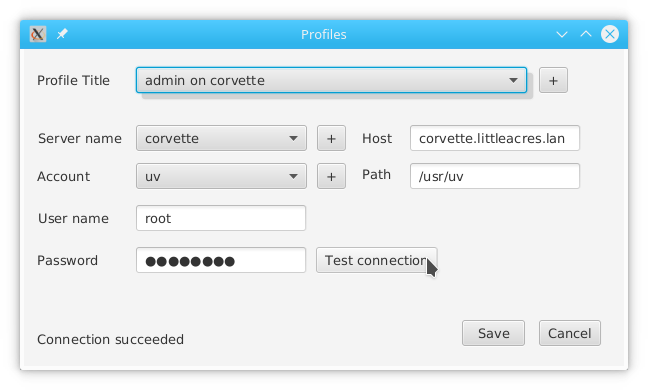 Profiles
Profile Title admin on corvette +
Server name corvette + Host corvette.littleacres.lan
Account uv + Path /usr/uv
User name root
Password ●●●●●●●● Test connection
Connection succeeded Save Cancel